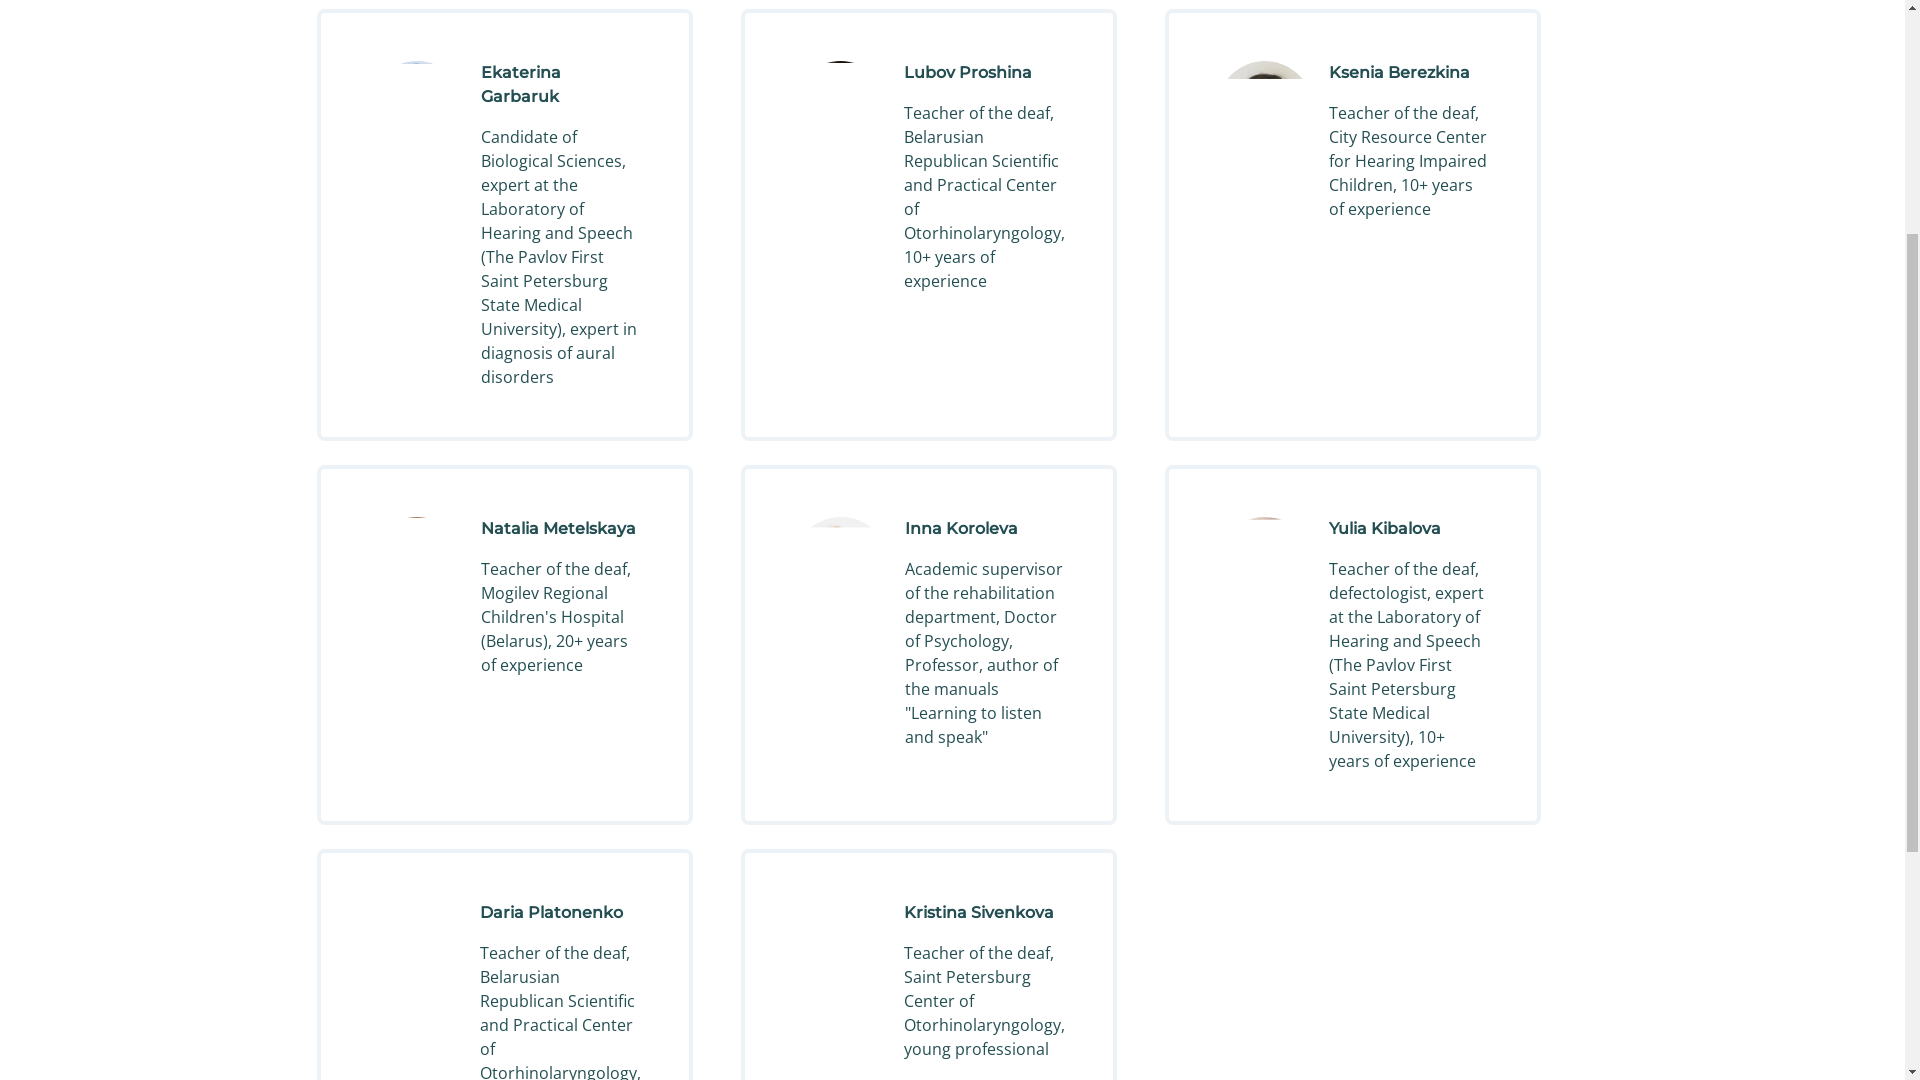 Ekaterina
Garbaruk
Candidate of
Biological Sciences,
expert at the
Laboratory of
Hearing and Speech
(The Pavlov First
Saint Petersburg
State Medical
University), expert in
diagnosis of aural
disorders
Lubov Proshina
Teacher of the deaf,
Belarusian
Republican Scientific
and Practical Center
of
Otorhinolaryngology,
10+ years of
experience
Ksenia Berezkina
Teacher of the deaf,
City Resource Center
for Hearing Impaired
Children, 10+ years
of experience
Natalia Metelskaya
Teacher of the deaf,
Mogilev Regional
Children's Hospital
(Belarus), 20+ years
of experience
Inna Koroleva
Academic supervisor
of the rehabilitation
department, Doctor
of Psychology,
Professor, author of
the manuals
"Learning to listen
and speak"
Yulia Kibalova
Teacher of the deaf,
defectologist, expert
at the Laboratory of
Hearing and Speech
(The Pavlov First
Saint Petersburg
State Medical
University), 10+
years of experience
Daria Platonenko
Teacher of the deaf,
Belarusian
Republican Scientific
and Practical Center
of
Otorhinolaryngology,
Kristina Sivenkova
Teacher of the deaf,
Saint Petersburg
Center of
Otorhinolaryngology,
young professional